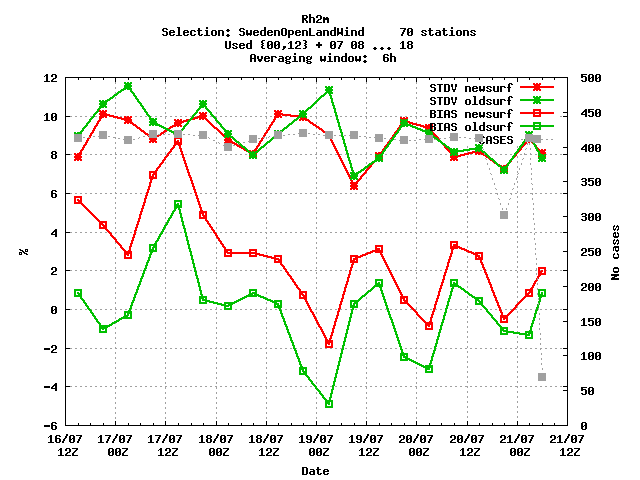 Rh2m
Selection: SwedenOpenLandWind 70 stations
Used {00,12} + 07 08 ... 18
Averaging window: 6h
STDV newsurf
STDV oldsurf
BIAS newsurf
BIAS oldsurf
CASES
12
10
8
6
4
2
0
-2
-4
-6
%
500
450
400
350
300
250
200
150
100
50
0
No cases
16/07 17/07 17/07 18/07 18/07 19/07 19/07 20/07 20/07 21/07 21/07
12Z 00Z 12Z 00Z 12Z 00Z 12Z 00Z 12Z 00Z 12Z
Date